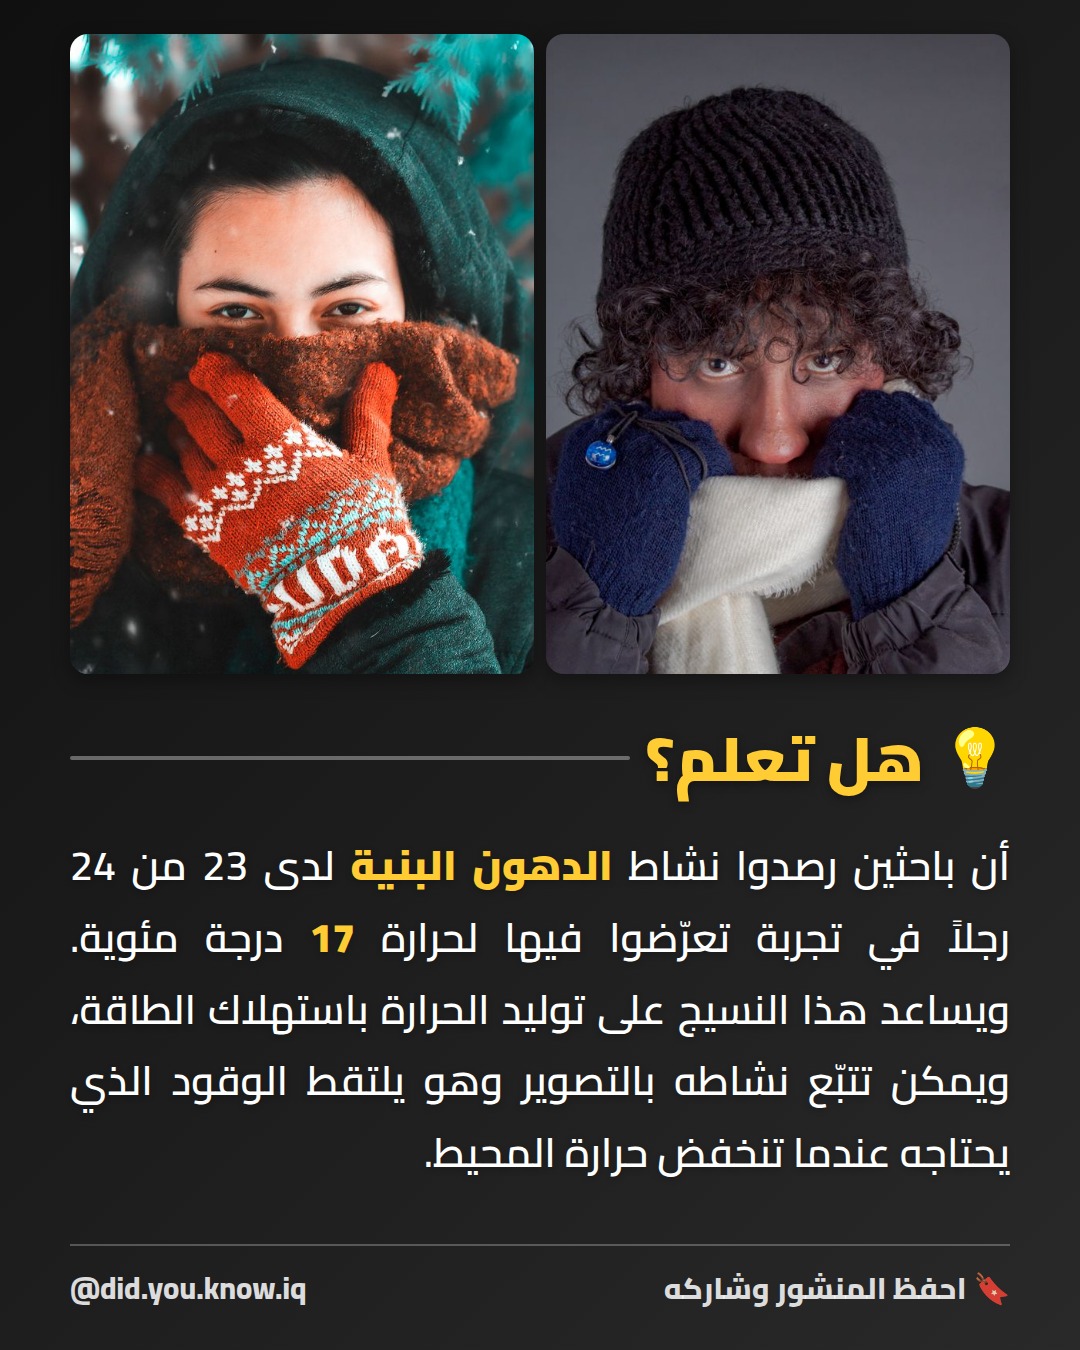 هل تعلم؟
أن باحثين رصدوا نشاط الدهون البنية لدى 23 من 24
رجلاً في تجربة تعرّضوا فيها لحرارة 17 درجة مئوية.
ويساعد هذا النسيج على توليد الحرارة باستهلاك الطاقة،
ويمكن تتبّع نشاطه بالتصوير وهو يلتقط الوقود الذي
يحتاجه عندما تنخفض حرارة المحيط.
احفظ المنشور وشاركه
@did.you.know.iq